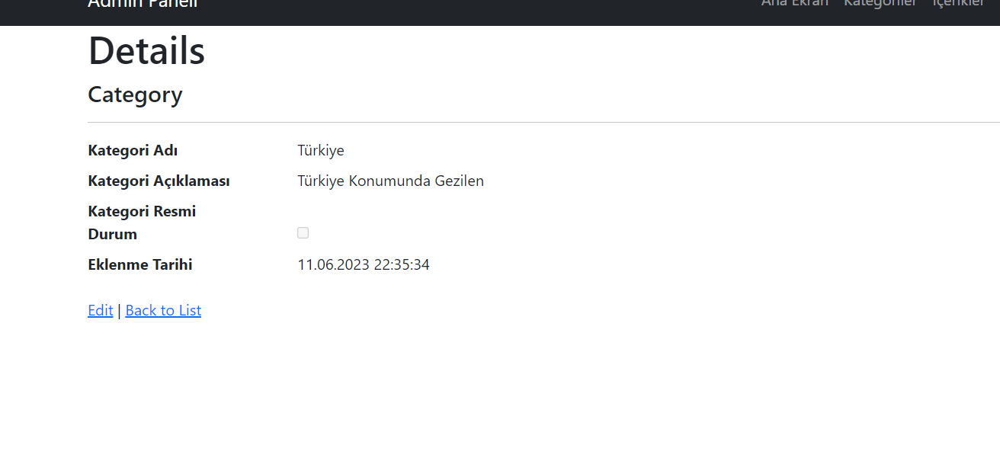 Admin Paneli
Ana Ekran Kategoriler İçerikler
Details
Category
Kategori Adı Türkiye
Kategori Açıklaması Türkiye Konumunda Gezilen
Kategori Resmi
Durum
Eklenme Tarihi 11.06.2023 22:35:34
Edit | Back to List